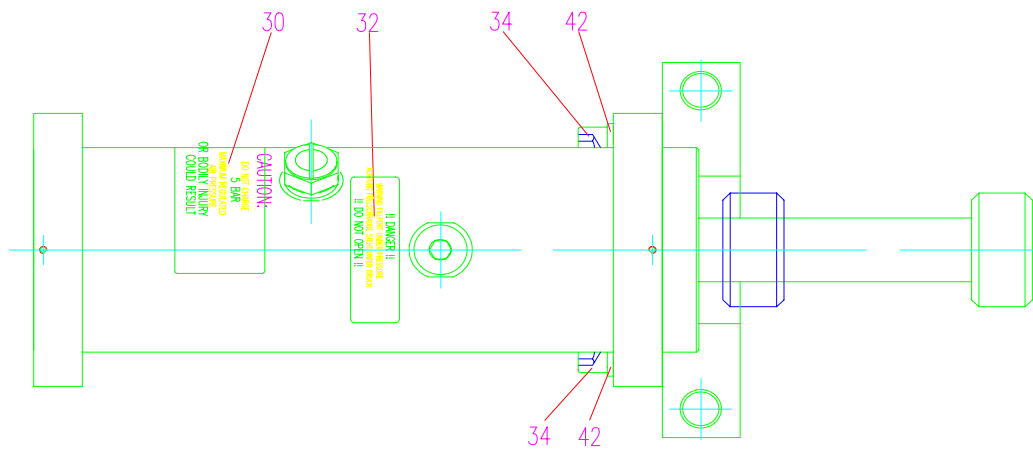 30
32
34
42
CAUTION:
DO NOT CHARGE
5 BAR
OR BODILY INJURY
COULD RESULT
!! DANGER !!
!! DO NOT OPEN !!
34
42